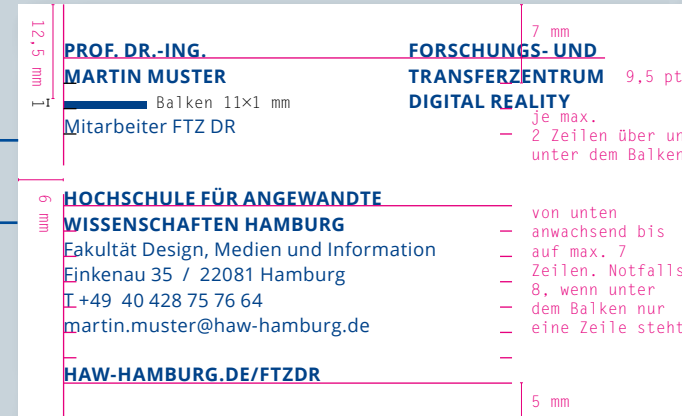 12,5 mm
1
6 mm
PROF. DR.-ING.
MARTIN MUSTER
Balken 11×1 mm
Mitarbeiter FTZ DR
FORSCHUNGS- UND
TRANSFERZENTRUM
DIGITAL REALITY
7 mm
9,5 pt
je max.
2 Zeilen über
unter dem Balken
HOCHSCHULE FÜR ANGEWANDTE
WISSENSCHAFTEN HAMBURG
Fakultät Design, Medien und Information
Finkenau 35 / 22081 Hamburg
T +49 40 428 75 76 64
martin.muster@haw-hamburg.de
von unten
anwachsend bis
auf max. 7
Zeilen. Notfalls
8, wenn unter
dem Balken nur
eine Zeile steht
HAW-HAMBURG.DE/FTZDR
5 mm